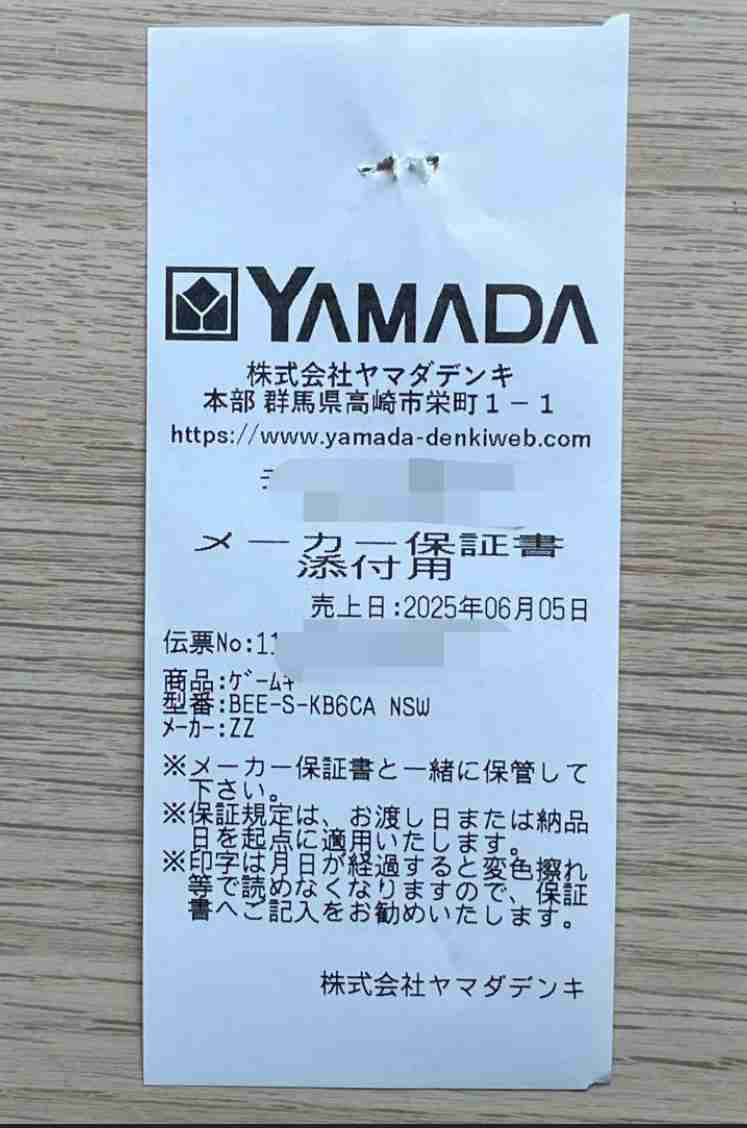 YAMADA
株式会社ヤマダデンキ
本部 群馬県高崎市栄町1-1
https://www.yamada-denkiweb.com
メーカー保証書
添付用
売上日:2025年06月05日
伝票No:11
商品:ｹﾞｰﾑｷ
型番:BEE-S-KB6CA NSW
ﾒｰｶｰ:ZZ
※メーカー保証書と一緒に保管して
下さい。
※保証規定は、お渡し日または納品
日を起点に適用いたします。
※印字は月日が経過すると変色擦れ
等で読めなくなりますので、保証
書へご記入をお勧めいたします。
株式会社ヤマダデンキ